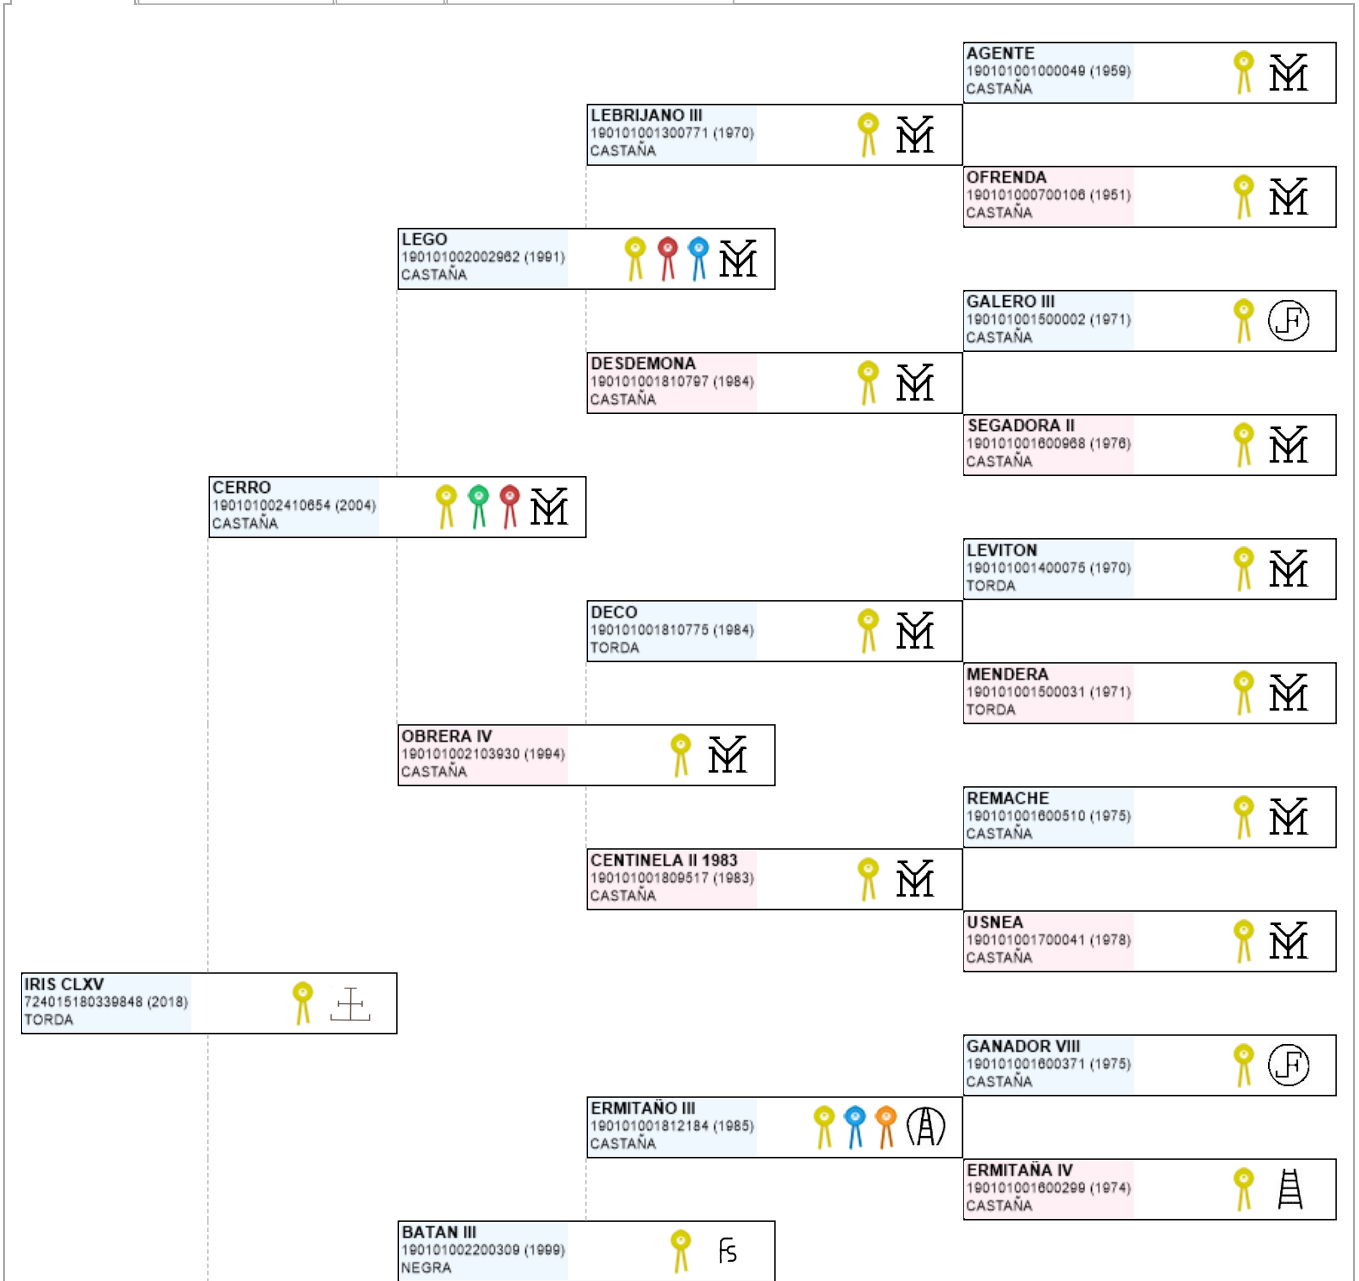 AGENTE
190101001000049 (1959)
CASTAÑA
LEBRIJANO III
190101001300771 (1970)
CASTAÑA
OFRENDA
190101000700106 (1951)
CASTAÑA
LEGO
190101002002962 (1991)
CASTAÑA
GALERO III
190101001500002 (1971)
CASTAÑA
DESDEMONA
190101001810797 (1984)
CASTAÑA
SEGADORA II
190101001600968 (1976)
CASTAÑA
CERRO
190101002410654 (2004)
CASTAÑA
LEVITON
190101001400075 (1970)
TORDA
DECO
190101001810775 (1984)
TORDA
MENDERA
190101001500031 (1971)
TORDA
OBRERA IV
190101002103930 (1994)
CASTAÑA
REMACHE
190101001600510 (1975)
CASTAÑA
CENTINELA II 1983
190101001809517 (1983)
CASTAÑA
USNEA
190101001700041 (1978)
CASTAÑA
IRIS CLXV
724015180339848 (2018)
TORDA
GANADOR VIII
190101001600371 (1975)
CASTAÑA
ERMITAÑO III
190101001812184 (1985)
CASTAÑA
ERMITAÑA IV
190101001600299 (1974)
CASTAÑA
BATAN III
190101002200309 (1999)
NEGRA
Fs